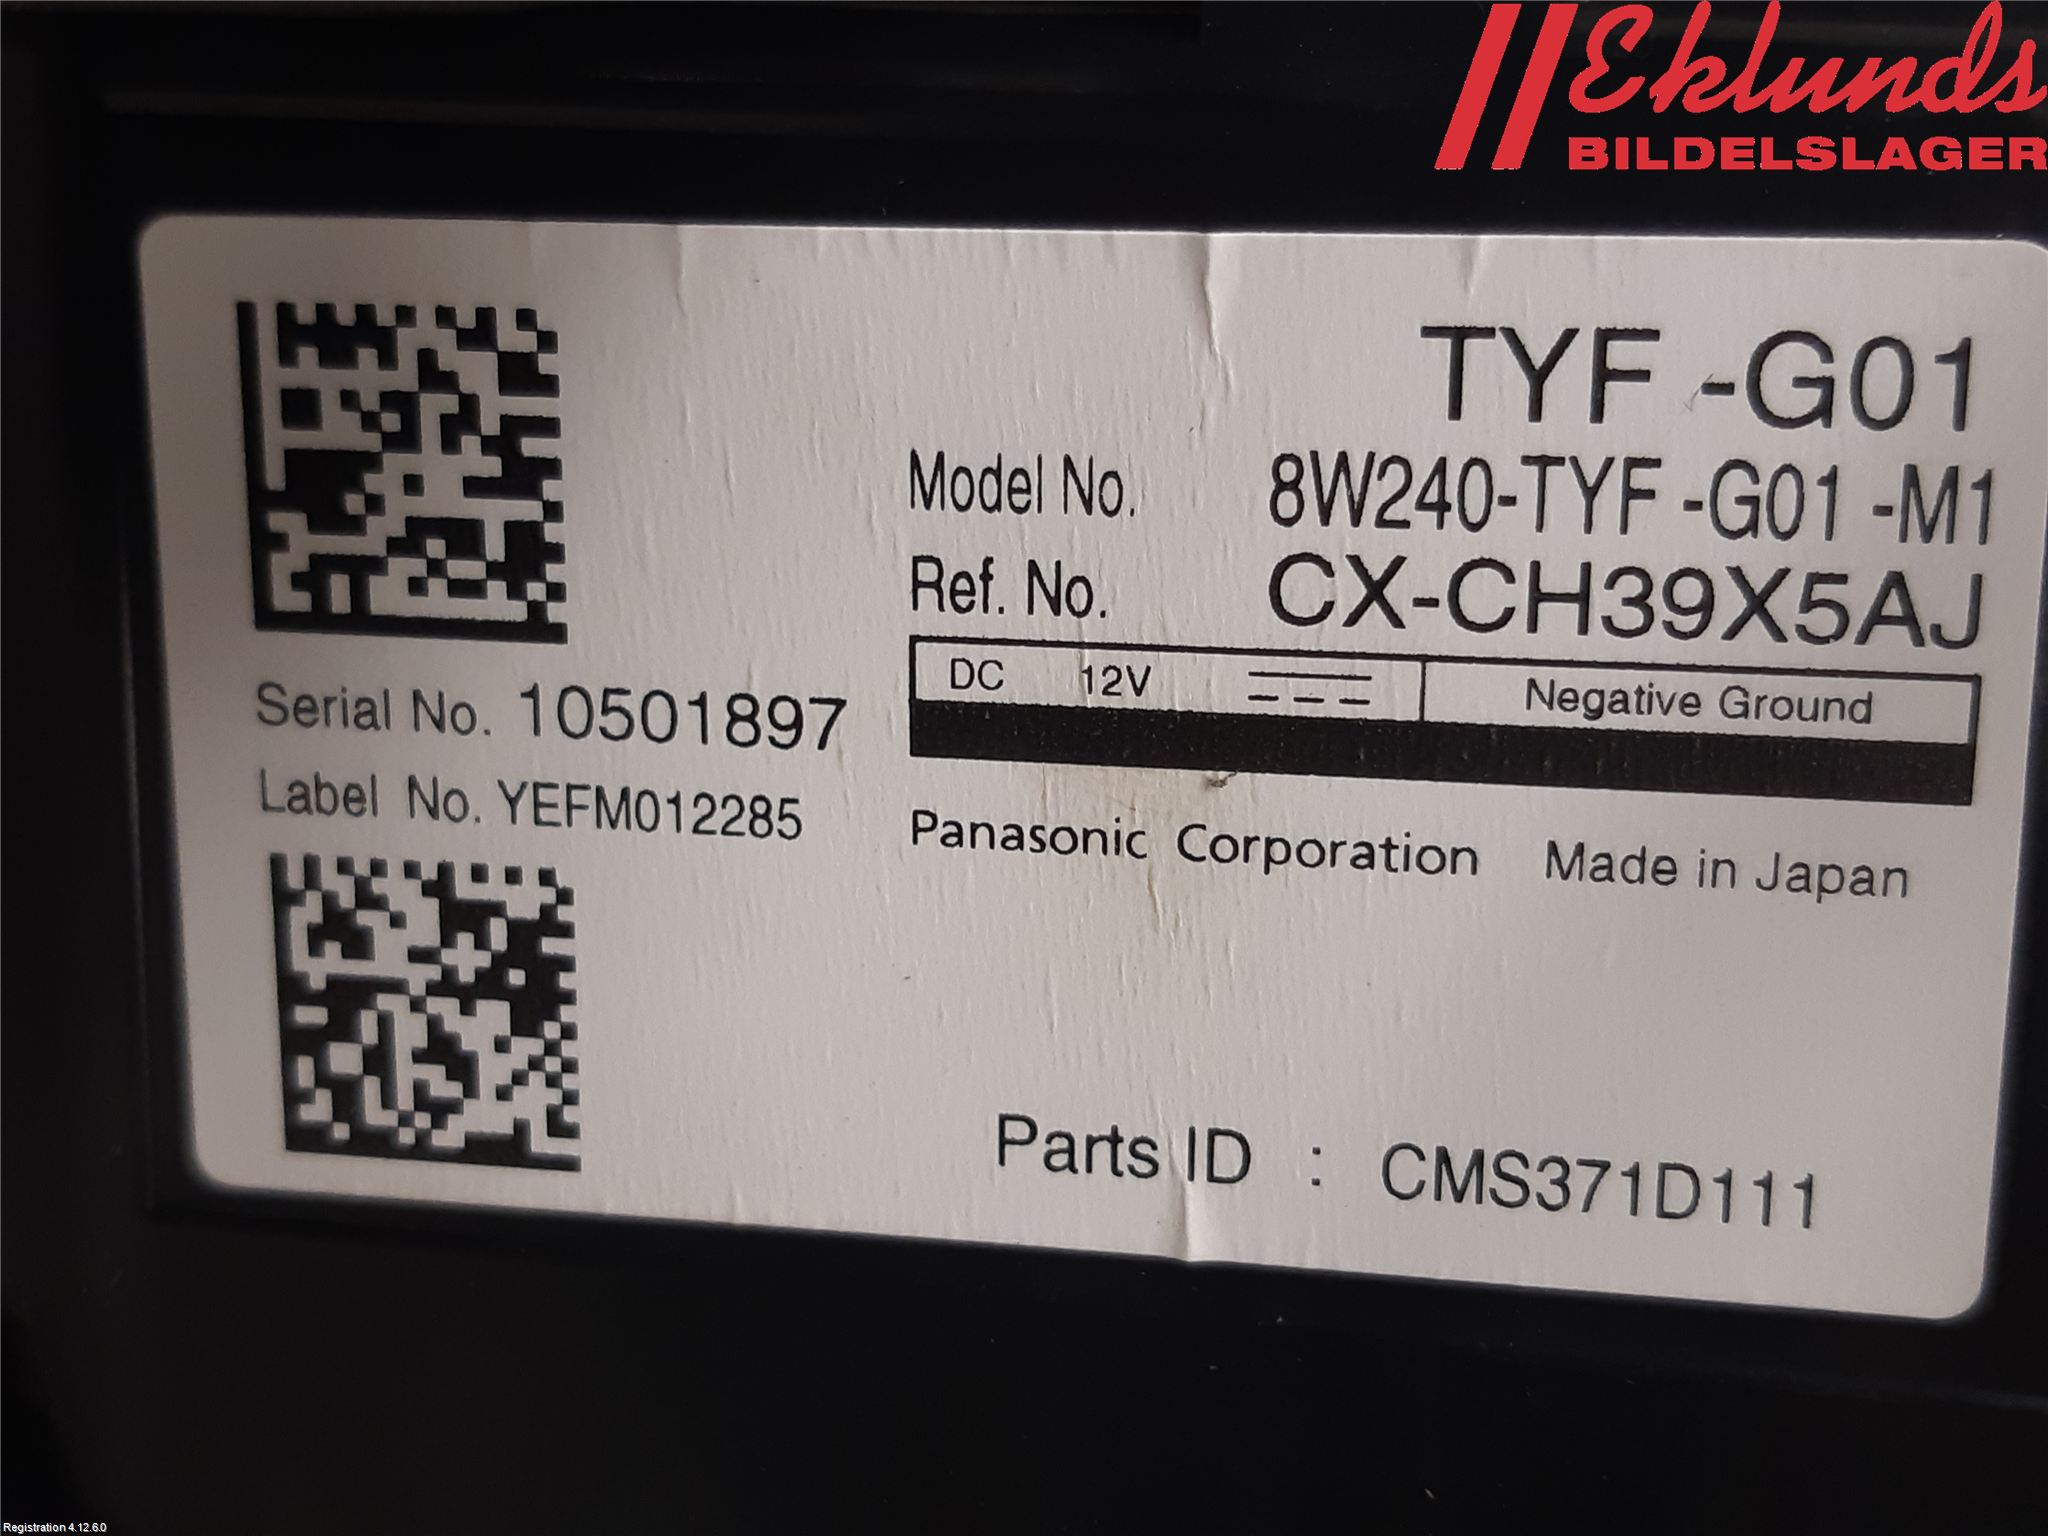 Eklunds
BILDELSLAGER
TYF -G01
Model No. 8W240-TYF -G01 -M1
Ref. No. CX-CH39X5AJ
DC 12V Negative Ground
Serial No. 10501897
Label No. YEFM012285
Panasonic Corporation Made in Japan
Parts ID : CMS371D111
Registration 4.12.6.0